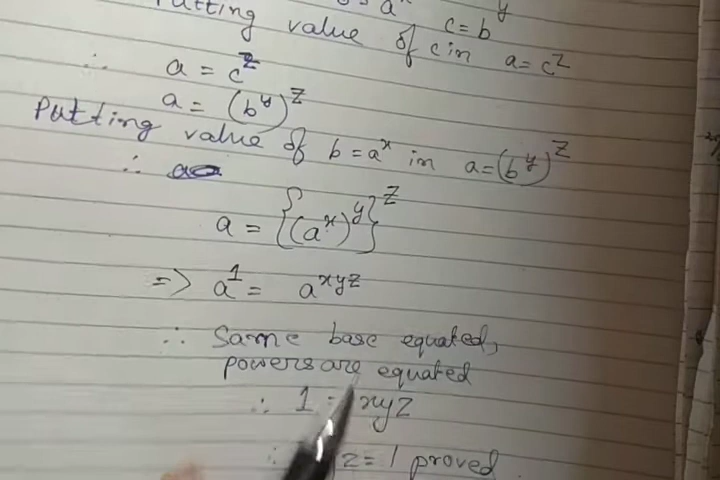 Putting value of c = b^y in a = c^z
∴ a = c^z
a = (b^y)^z
Putting value of b = a^x in a = (b^y)^z
∴
a = {(a^x)^y}^z
=> a^1 = a^xyz
∴ Same base equated,
powers are equated
∴ 1 = xyz
z = 1 proved